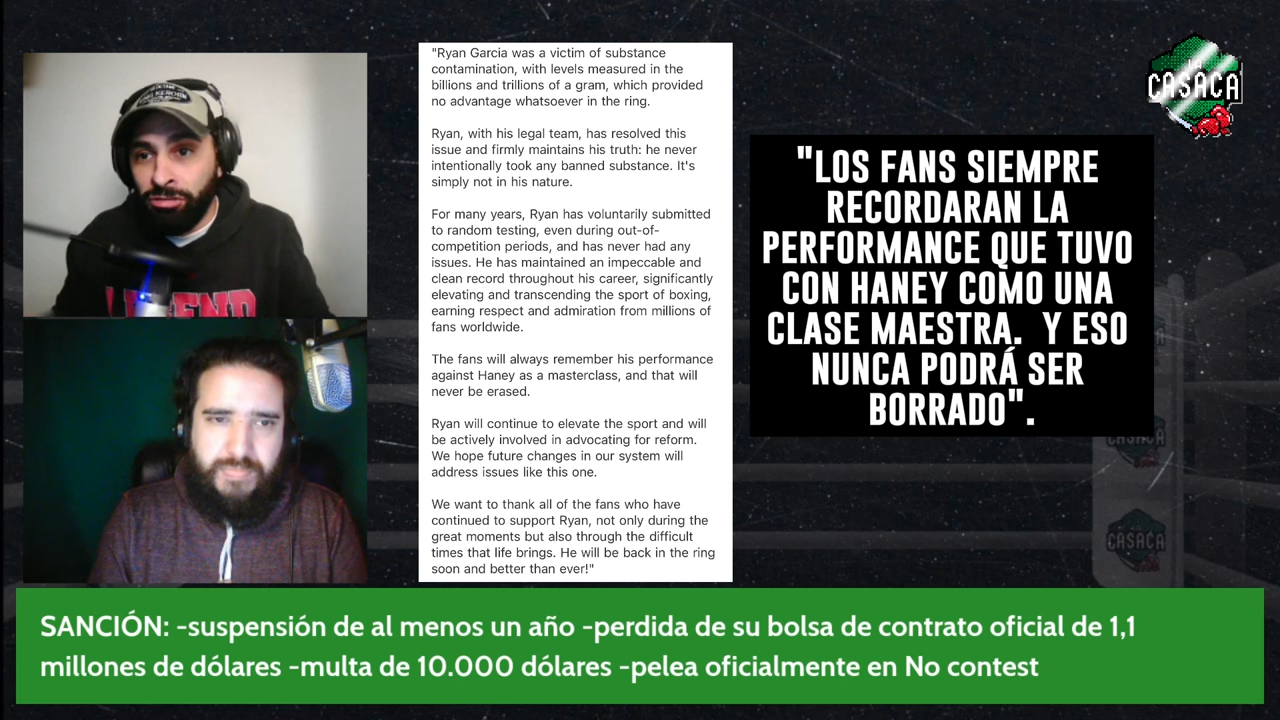 "Ryan Garcia was a victim of substance
contamination, with levels measured in the
billions and trillions of a gram, which provided
no advantage whatsoever in the ring.
Ryan, with his legal team, has resolved this
issue and firmly maintains his truth: he never
intentionally took any banned substance. It's
simply not in his nature.
For many years, Ryan has voluntarily submitted
to random testing, even during out-of-
competition periods, and has never had any
issues. He has maintained an impeccable and
clean record throughout his career, significantly
elevating and transcending the sport of boxing,
earning respect and admiration from millions of
fans worldwide.
The fans will always remember his performance
against Haney as a masterclass, and that will
never be erased.
Ryan will continue to elevate the sport and will
be actively involved in advocating for reform.
We hope future changes in our system will
address issues like this one.
We want to thank all of the fans who have
continued to support Ryan, not only during the
great moments but also through the difficult
times that life brings. He will be back in the ring
soon and better than ever!"
LA
CASACA
"LOS FANS SIEMPRE
RECORDARAN LA
PERFORMANCE QUE TUVO
CON HANEY COMO UNA
CLASE MAESTRA. Y ESO
NUNCA PODRÁ SER
BORRADO".
CASACA
CASACA
LEGEND
SANCIÓN: -suspensión de al menos un año -perdida de su bolsa de contrato oficial de 1,1
millones de dólares -multa de 10.000 dólares -pelea oficialmente en No contest